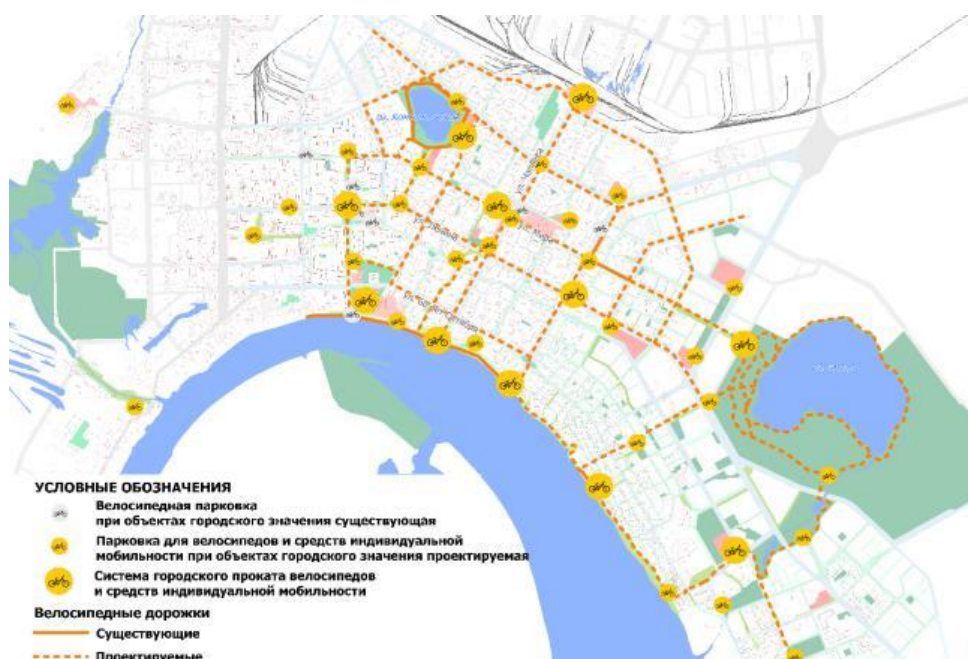 УСЛОВНЫЕ ОБОЗНАЧЕНИЯ
Велосипедная парковка
при объектах городского значения существующая
Парковка для велосипедов и средств индивидуальной
мобильности при объектах городского значения проектируемая
Система городского проката велосипедов
и средств индивидуальной мобильности
Велосипедные дорожки
Существующие
Проектируемые